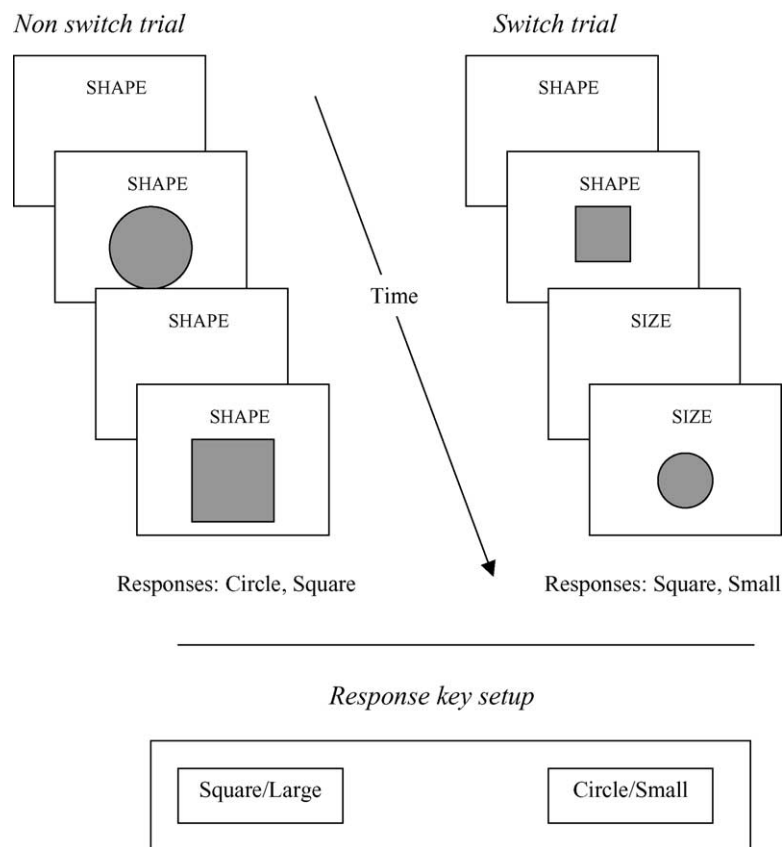 Non switch trial
Switch trial
SHAPE
SHAPE
SHAPE
SHAPE
Time
SHAPE
SHAPE
SIZE
SIZE
Responses: Circle, Square
Responses: Square, Small
Response key setup
Square/Large
Circle/Small